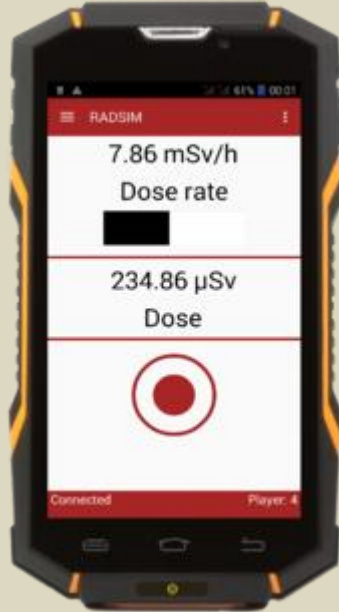 61% 00:01
RADSIM
7.86 mSv/h
Dose rate
234.86 µSv
Dose
Connected Player: 4